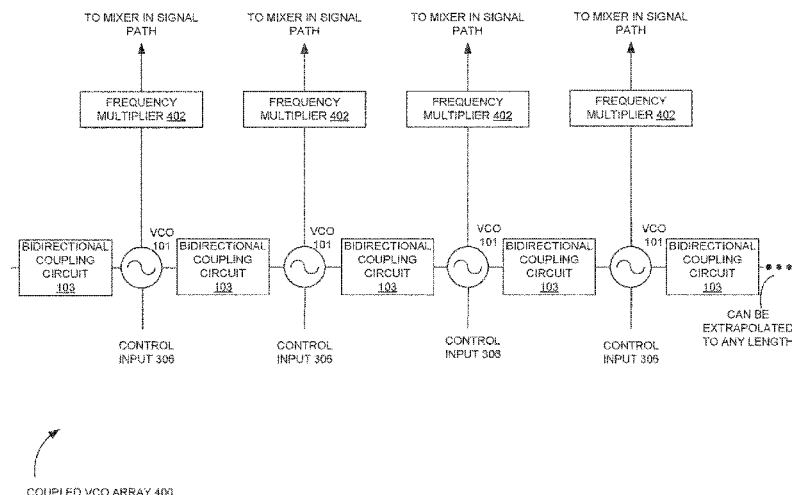 TO MIXER IN SIGNAL
PATH
TO MIXER IN SIGNAL
PATH
TO MIXER IN SIGNAL
PATH
TO MIXER IN SIGNAL
PATH
FREQUENCY
MULTIPLIER 402
FREQUENCY
MULTIPLIER 402
FREQUENCY
MULTIPLIER 402
FREQUENCY
MULTIPLIER 402
BIDIRECTIONAL
COUPLING
CIRCUIT
103
VCO
101
BIDIRECTIONAL
COUPLING
CIRCUIT
103
VCO
101
BIDIRECTIONAL
COUPLING
CIRCUIT
103
VCO
101
BIDIRECTIONAL
COUPLING
CIRCUIT
103
VCO
101
BIDIRECTIONAL
COUPLING
CIRCUIT
103
CONTROL
INPUT 306
CONTROL
INPUT 306
CONTROL
INPUT 306
CONTROL
INPUT 306
CAN BE
EXTRAPOLATED
TO ANY LENGTH
COUPLED VCO ARRAY 400